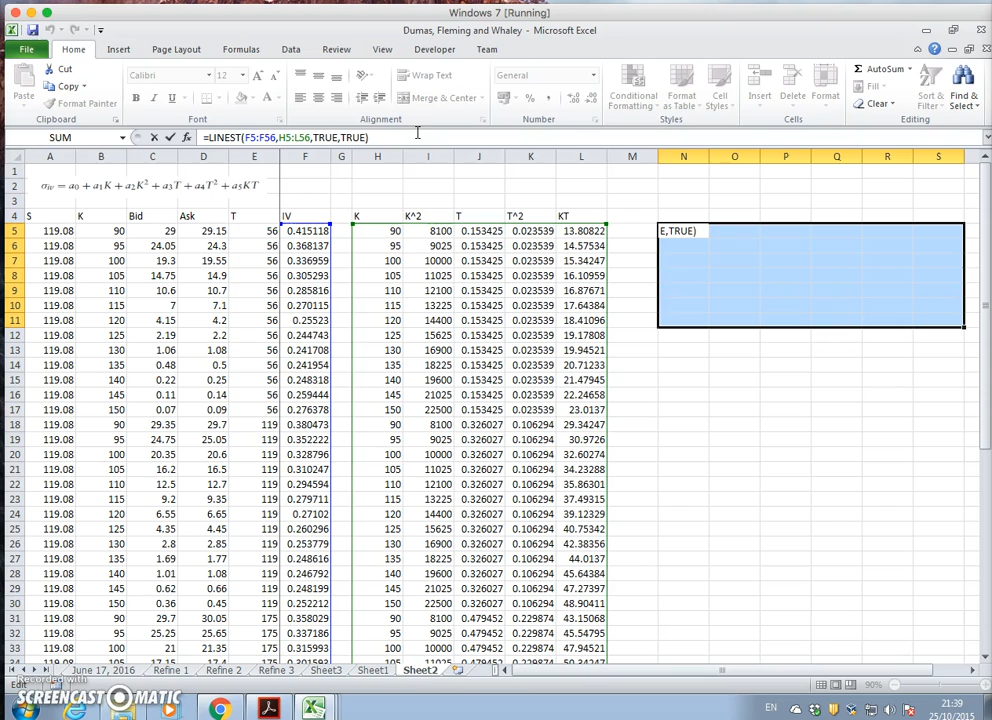 Windows 7 [Running]
Dumas, Fleming and Whaley - Microsoft Excel
File Home Insert Page Layout Formulas Data Review View Developer Team
Cut Calibri 12 Wrap Text General AutoSum
Paste Copy Conditional Format Cell Insert Delete Format Fill Sort & Find &
Format Painter B I U Merge & Center Formatting as Table Styles Clear Filter Select
Clipboard Font Alignment Number Styles Cells Editing
SUM =LINEST(F5:F56,H5:L56,TRUE,TRUE)
A B C D E F G H I J K L M N O P Q R S
1
2 σiv = a0 + a1K + a2K² + a3T + a4T² + a5KT
3
4 S K Bid Ask T IV K K^2 T T^2 KT
5 119.08 90 29 29.15 56 0.415118 90 8100 0.153425 0.023539 13.80822 E,TRUE)
6 119.08 95 24.05 24.3 56 0.368137 95 9025 0.153425 0.023539 14.57534
7 119.08 100 19.3 19.55 56 0.336959 100 10000 0.153425 0.023539 15.34247
8 119.08 105 14.75 14.9 56 0.305293 105 11025 0.153425 0.023539 16.10959
9 119.08 110 10.6 10.7 56 0.285816 110 12100 0.153425 0.023539 16.87671
10 119.08 115 7 7.1 56 0.270115 115 13225 0.153425 0.023539 17.64384
11 119.08 120 4.15 4.2 56 0.25523 120 14400 0.153425 0.023539 18.41096
12 119.08 125 2.19 2.2 56 0.244743 125 15625 0.153425 0.023539 19.17808
13 119.08 130 1.06 1.08 56 0.241708 130 16900 0.153425 0.023539 19.94521
14 119.08 135 0.48 0.5 56 0.241954 135 18225 0.153425 0.023539 20.71233
15 119.08 140 0.22 0.25 56 0.248318 140 19600 0.153425 0.023539 21.47945
16 119.08 145 0.11 0.14 56 0.259444 145 21025 0.153425 0.023539 22.24658
17 119.08 150 0.07 0.09 56 0.276378 150 22500 0.153425 0.023539 23.0137
18 119.08 90 29.35 29.7 119 0.380473 90 8100 0.326027 0.106294 29.34247
19 119.08 95 24.75 25.05 119 0.352222 95 9025 0.326027 0.106294 30.9726
20 119.08 100 20.35 20.6 119 0.328796 100 10000 0.326027 0.106294 32.60274
21 119.08 105 16.2 16.5 119 0.310247 105 11025 0.326027 0.106294 34.23288
22 119.08 110 12.5 12.7 119 0.294594 110 12100 0.326027 0.106294 35.86301
23 119.08 115 9.2 9.35 119 0.279711 115 13225 0.326027 0.106294 37.49315
24 119.08 120 6.55 6.65 119 0.27102 120 14400 0.326027 0.106294 39.12329
25 119.08 125 4.35 4.45 119 0.260296 125 15625 0.326027 0.106294 40.75342
26 119.08 130 2.8 2.85 119 0.253779 130 16900 0.326027 0.106294 42.38356
27 119.08 135 1.69 1.77 119 0.248616 135 18225 0.326027 0.106294 44.0137
28 119.08 140 1.01 1.08 119 0.246792 140 19600 0.326027 0.106294 45.64384
29 119.08 145 0.62 0.66 119 0.248199 145 21025 0.326027 0.106294 47.27397
30 119.08 150 0.36 0.45 119 0.252212 150 22500 0.326027 0.106294 48.90411
31 119.08 90 29.7 30.05 175 0.358029 90 8100 0.479452 0.229874 43.15068
32 119.08 95 25.25 25.65 175 0.337186 95 9025 0.479452 0.229874 45.54795
33 119.08 100 21 21.35 175 0.315993 100 10000 0.479452 0.229874 47.94521
34 119.08 105 17.15 17.4 175 0.301593 105 11025 0.479452 0.229874 50.34247
June 17, 2016 Refine 1 Refine 2 Refine 3 Sheet3 Sheet1 Sheet2
Edit 90%
Recorded with
SCREENCAST MATIC
EN 21:39
25/10/2015